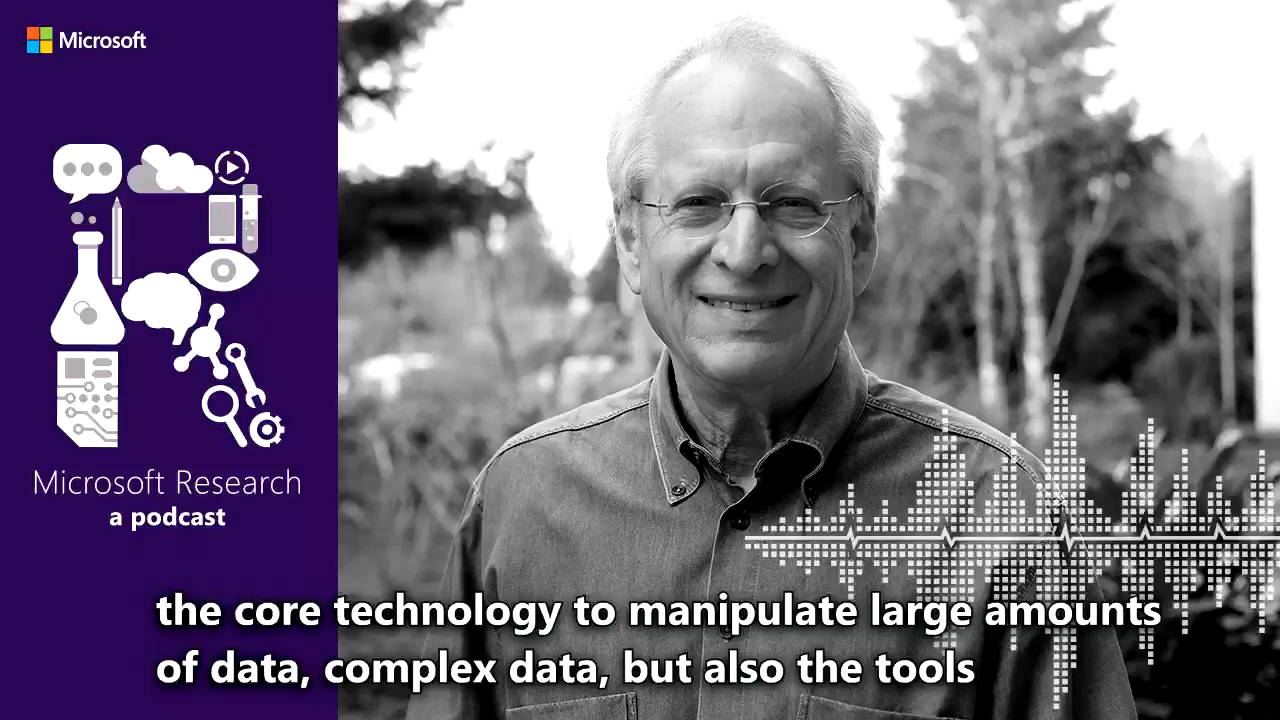 Microsoft
Microsoft Research
a podcast
the core technology to manipulate large amounts
of data, complex data, but also the tools